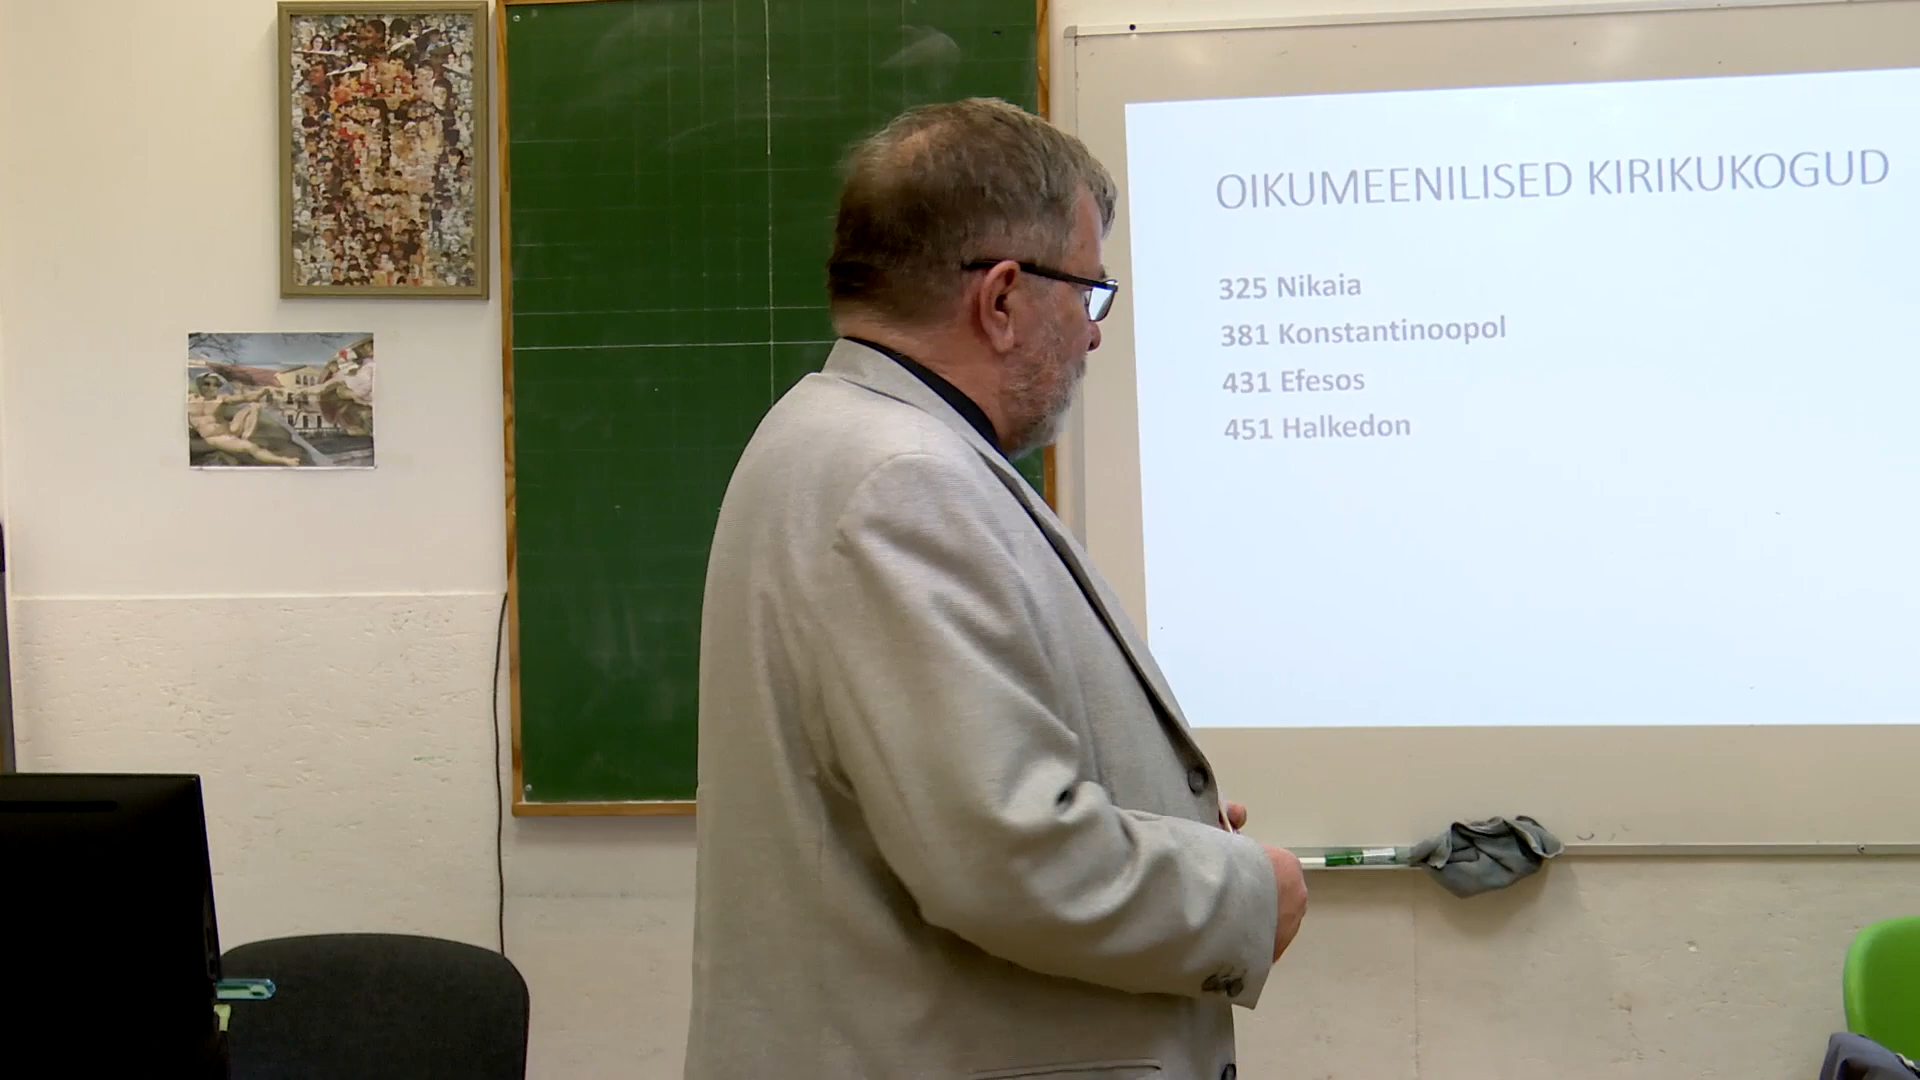 OIKUMEENILISED KIRIKUKOGUD
325 Nikaia
381 Konstantinoopol
431 Efesos
451 Halkedon